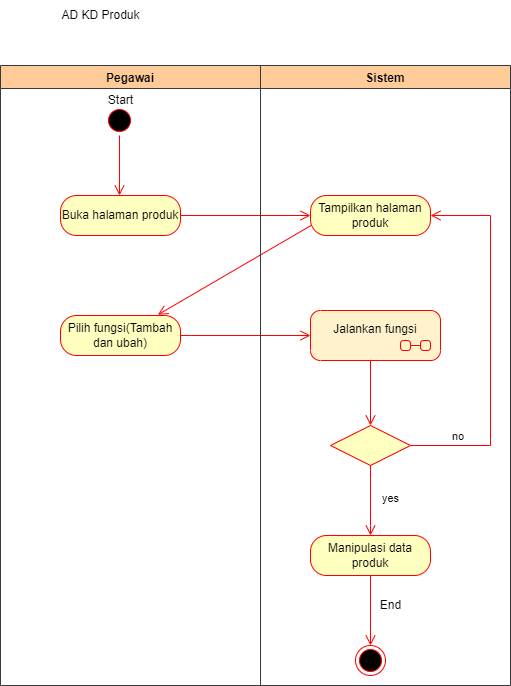 AD KD Produk
Pegawai
Sistem
Start
Buka halaman produk
Tampilkan halaman
produk
Pilih fungsi(Tambah
dan ubah)
Jalankan fungsi
no
yes
Manipulasi data
produk
End